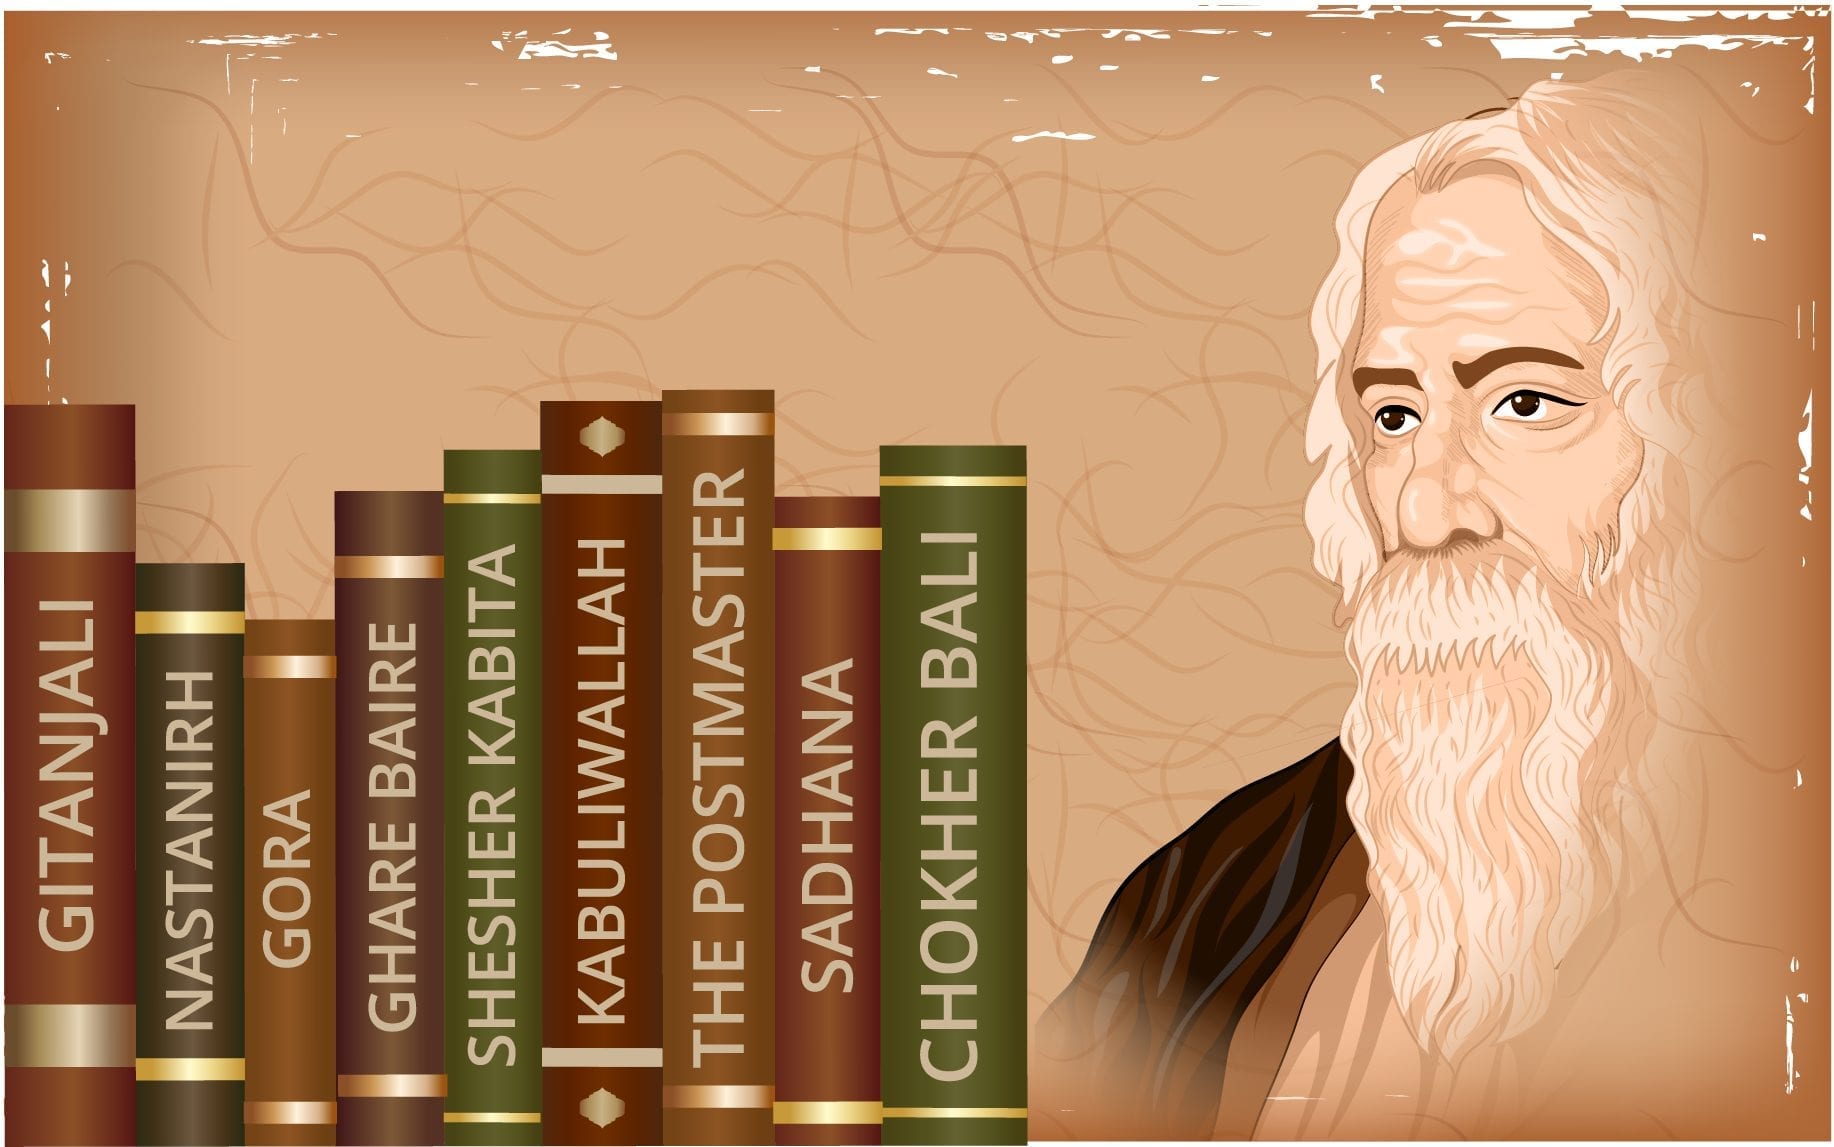 GITANJALI
NASTANIRH
GORA
GHARE BAIRE
SHESHER KABITA
KABULIWALLAH
THE POSTMASTER
SADHANA
CHOKHER BALI